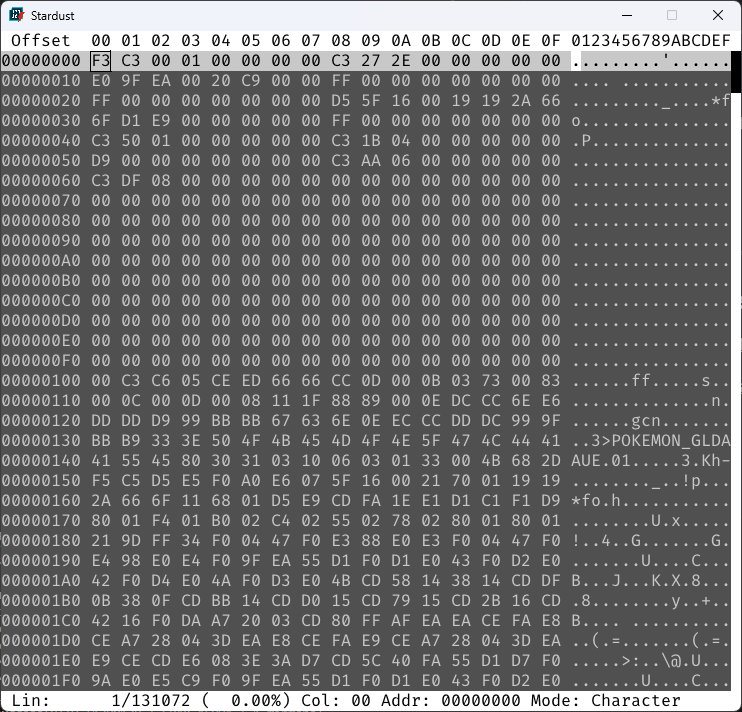 Stardust
Offset 00 01 02 03 04 05 06 07 08 09 0A 0B 0C 0D 0E 0F 0123456789ABCDEF
00000000 F3 C3 00 01 00 00 00 00 C3 27 2E 00 00 00 00 00 .........'......
00000010 E0 9F EA 00 20 C9 00 00 FF 00 00 00 00 00 00 00 .... ...........
00000020 FF 00 00 00 00 00 00 00 D5 5F 16 00 19 19 2A 66 ........._....*f
00000030 6F D1 E9 00 00 00 00 00 FF 00 00 00 00 00 00 00 o...............
00000040 C3 50 01 00 00 00 00 00 C3 1B 04 00 00 00 00 00 .P..............
00000050 D9 00 00 00 00 00 00 00 C3 AA 06 00 00 00 00 00 ................
00000060 C3 DF 08 00 00 00 00 00 00 00 00 00 00 00 00 00 ................
00000070 00 00 00 00 00 00 00 00 00 00 00 00 00 00 00 00 ................
00000080 00 00 00 00 00 00 00 00 00 00 00 00 00 00 00 00 ................
00000090 00 00 00 00 00 00 00 00 00 00 00 00 00 00 00 00 ................
000000A0 00 00 00 00 00 00 00 00 00 00 00 00 00 00 00 00 ................
000000B0 00 00 00 00 00 00 00 00 00 00 00 00 00 00 00 00 ................
000000C0 00 00 00 00 00 00 00 00 00 00 00 00 00 00 00 00 ................
000000D0 00 00 00 00 00 00 00 00 00 00 00 00 00 00 00 00 ................
000000E0 00 00 00 00 00 00 00 00 00 00 00 00 00 00 00 00 ................
000000F0 00 00 00 00 00 00 00 00 00 00 00 00 00 00 00 00 ................
00000100 00 C3 C6 05 CE ED 66 66 CC 0D 00 0B 03 73 00 83 ......ff.....s..
00000110 00 0C 00 0D 00 08 11 1F 88 89 00 0E DC CC 6E E6 ..............n.
00000120 DD DD D9 99 BB BB 67 63 6E 0E EC CC DD DC 99 9F ......gcn.......
00000130 BB B9 33 3E 50 4F 4B 45 4D 4F 4E 5F 47 4C 44 41 ..3>POKEMON_GLDA
00000140 41 55 45 80 30 31 03 10 06 03 01 33 00 4B 68 2D AUE.01.....3.Kh-
00000150 F5 C5 D5 E5 F0 A0 E6 07 5F 16 00 21 70 01 19 19 ........_..!p...
00000160 2A 66 6F 11 68 01 D5 E9 CD FA 1E E1 D1 C1 F1 D9 *fo.h...........
00000170 80 01 F4 01 B0 02 C4 02 55 02 78 02 80 01 80 01 ........U.x.....
00000180 21 9D FF 34 F0 04 47 F0 E3 88 E0 E3 F0 04 47 F0 !..4..G.......G.
00000190 E4 98 E0 E4 F0 9F EA 55 D1 F0 D1 E0 43 F0 D2 E0 .......U....C...
000001A0 42 F0 D4 E0 4A F0 D3 E0 4B CD 58 14 38 14 CD DF B...J...K.X.8...
000001B0 0B 38 0F CD BB 14 CD D0 15 CD 79 15 CD 2B 16 CD .8........y..+..
000001C0 42 16 F0 DA A7 20 03 CD 80 FF AF EA EA CE FA E8 B.... ..........
000001D0 CE A7 28 04 3D EA E8 CE FA E9 CE A7 28 04 3D EA ..(.=.......(.=.
000001E0 E9 CE CD E6 08 3E 3A D7 CD 5C 40 FA 55 D1 D7 F0 .....>:..\@.U...
000001F0 9A E0 E5 C9 F0 9F EA 55 D1 F0 D1 E0 43 F0 D2 E0 .......U....C...
Lin: 1/131072 ( 0.00%) Col: 00 Addr: 00000000 Mode: Character